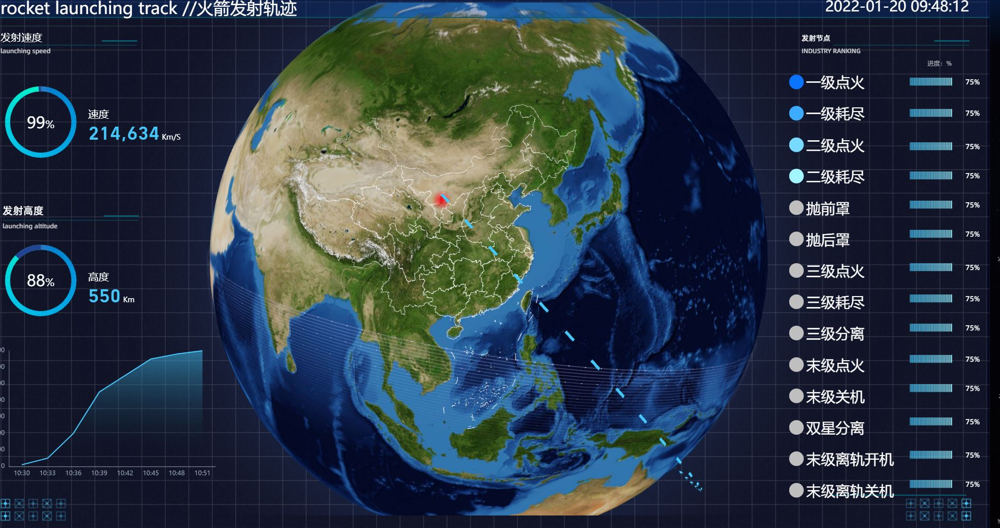 rocket launching track //火箭发射轨迹
2022-01-20 09:48:12
发射速度
launching speed
99%
速度
214,634 Km/S
发射高度
launching altitude
88%
高度
550 Km
0
10:30 10:33 10:36 10:39 10:42 10:45 10:48 10:51
发射节点
INDUSTRY RANKING
进度：%
一级点火 75%
一级耗尽 75%
二级点火 75%
二级耗尽 75%
抛前罩 75%
抛后罩 75%
三级点火 75%
三级耗尽 75%
三级分离 75%
末级点火 75%
末级关机 75%
双星分离 75%
末级离轨开机 75%
末级离轨关机 75%